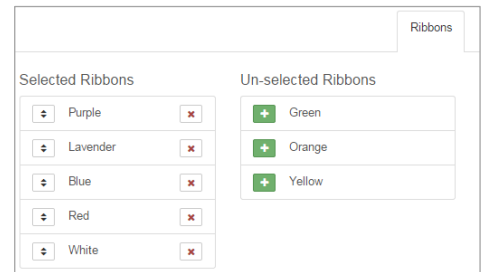 Ribbons
Selected Ribbons
Purple
Lavender
Blue
Red
White
Un-selected Ribbons
Green
Orange
Yellow